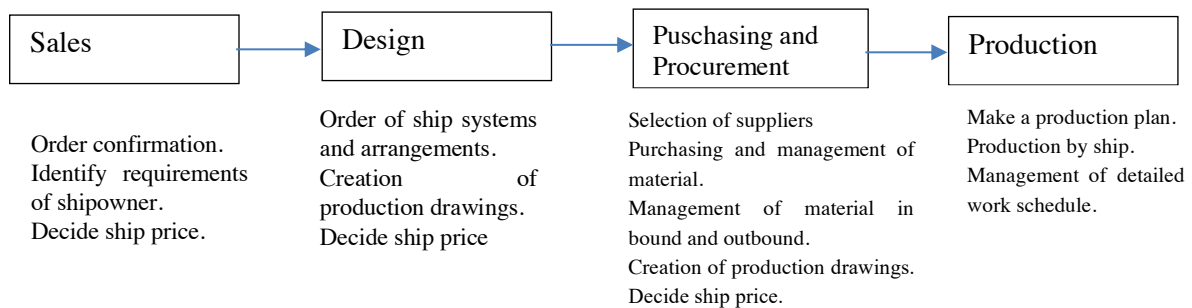 Sales
Design
Puschasing and
Procurement
Production
Order confirmation.
Identify requirements
of shipowner.
Decide ship price.
Order of ship systems
and arrangements.
Creation of
production drawings.
Decide ship price
Selection of suppliers
Purchasing and management of
material.
Management of material in
bound and outbound.
Creation of production drawings.
Decide ship price.
Make a production plan.
Production by ship.
Management of detailed
work schedule.